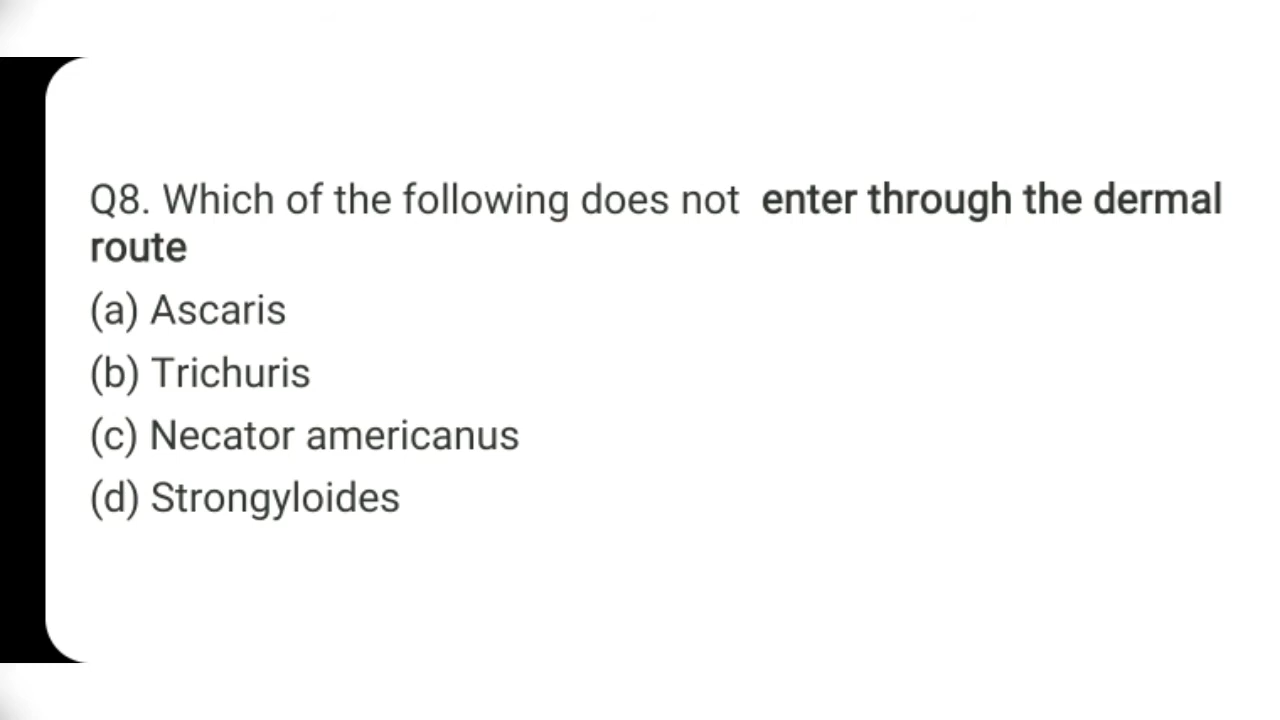 Q8. Which of the following does not enter through the dermal
route
(a) Ascaris
(b) Trichuris
(c) Necator americanus
(d) Strongyloides